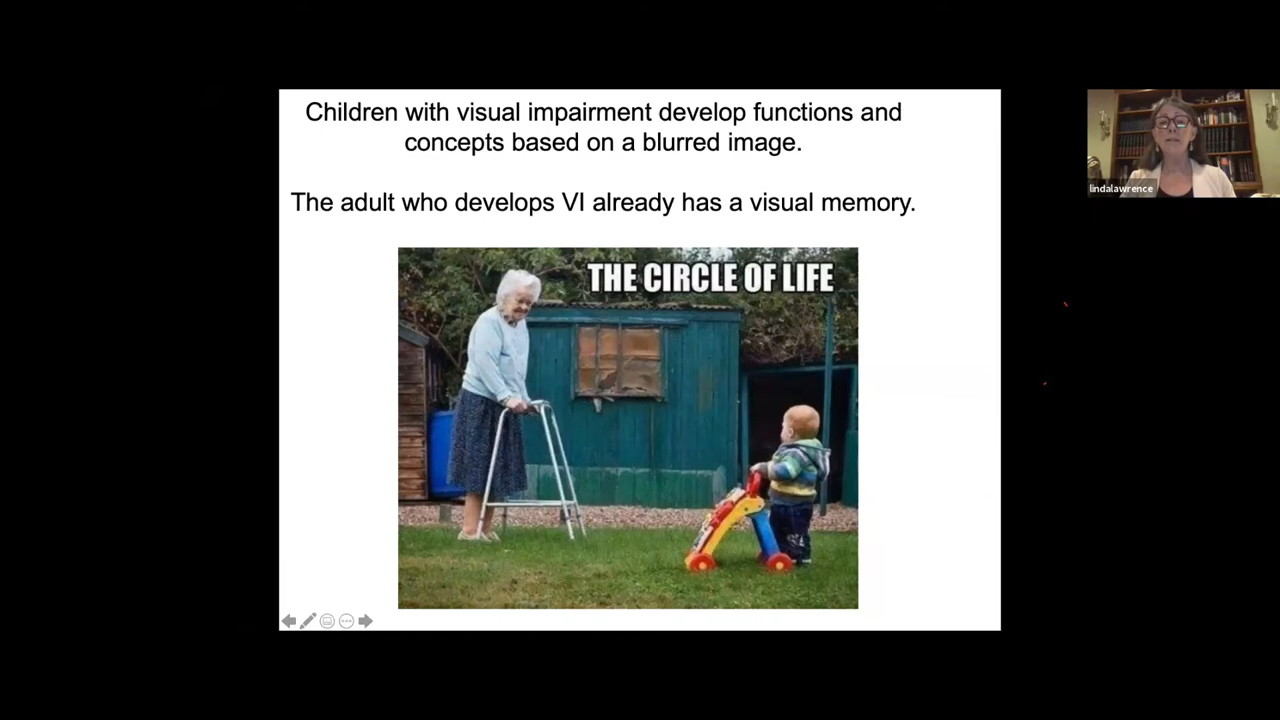 Children with visual impairment develop functions and
concepts based on a blurred image.
The adult who develops VI already has a visual memory.
THE CIRCLE OF LIFE
lindalawrence